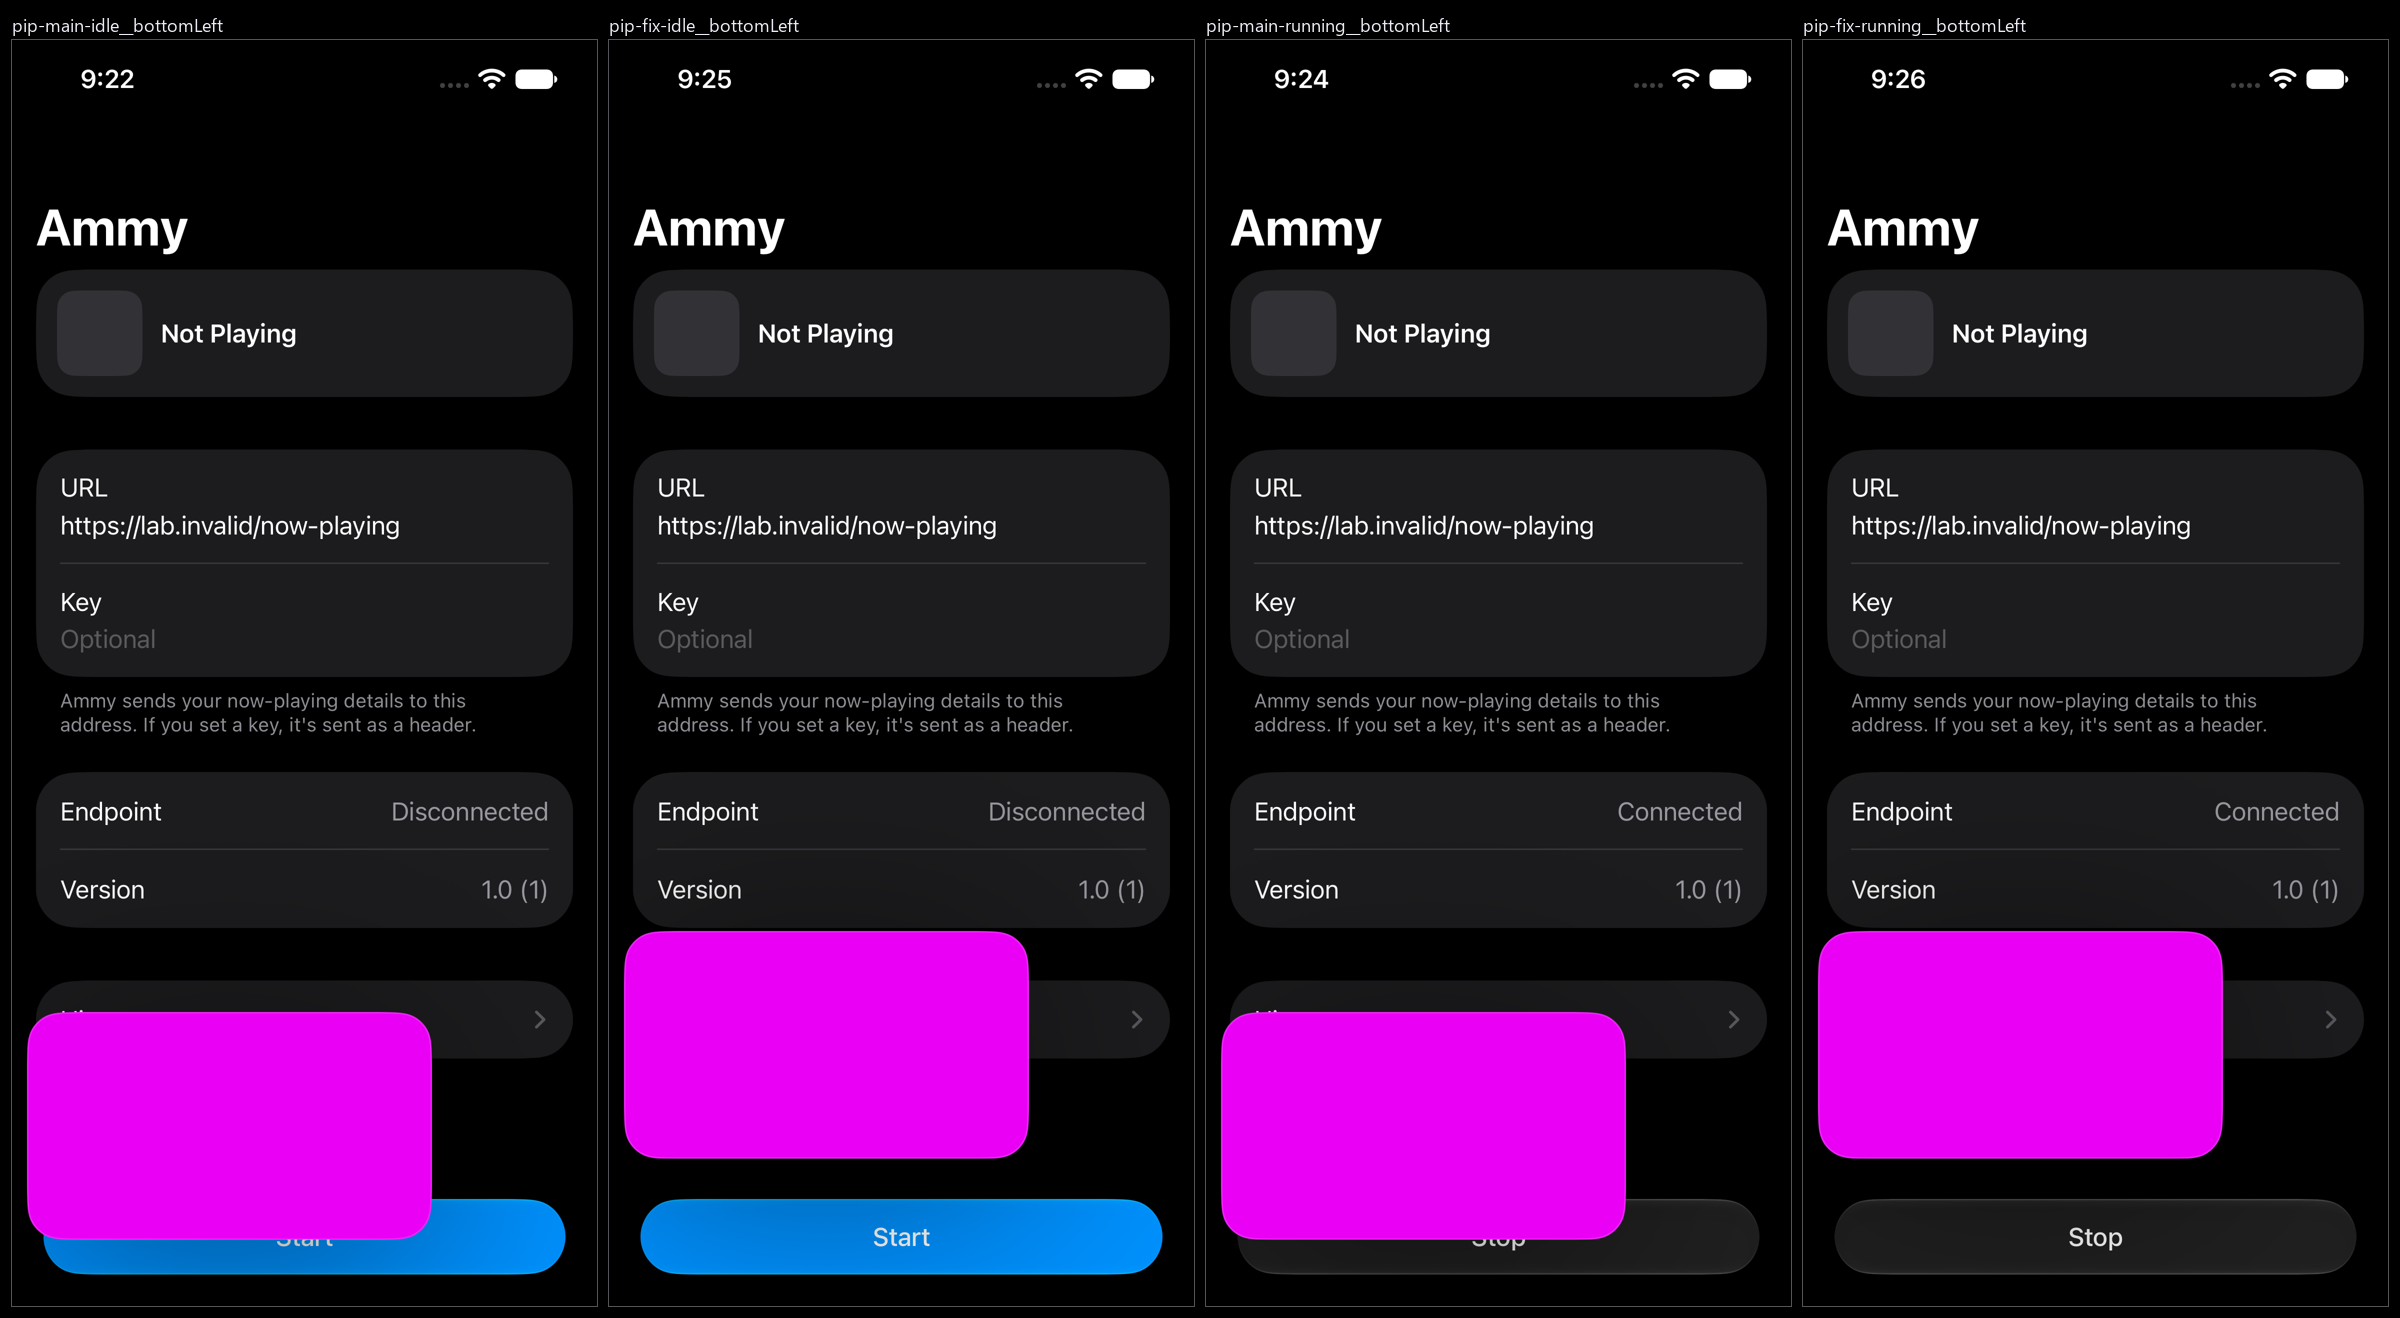 pip-main-idle__bottomLeft
9:22
Ammy
Not Playing
URL
https://lab.invalid/now-playing
Key
Optional
Ammy sends your now-playing details to this
address. If you set a key, it's sent as a header.
Endpoint Disconnected
Version 1.0 (1)
Start
pip-fix-idle__bottomLeft
9:25
Ammy
Not Playing
URL
https://lab.invalid/now-playing
Key
Optional
Ammy sends your now-playing details to this
address. If you set a key, it's sent as a header.
Endpoint Disconnected
Version 1.0 (1)
Start
pip-main-running__bottomLeft
9:24
Ammy
Not Playing
URL
https://lab.invalid/now-playing
Key
Optional
Ammy sends your now-playing details to this
address. If you set a key, it's sent as a header.
Endpoint Connected
Version 1.0 (1)
Stop
pip-fix-running__bottomLeft
9:26
Ammy
Not Playing
URL
https://lab.invalid/now-playing
Key
Optional
Ammy sends your now-playing details to this
address. If you set a key, it's sent as a header.
Endpoint Connected
Version 1.0 (1)
Stop